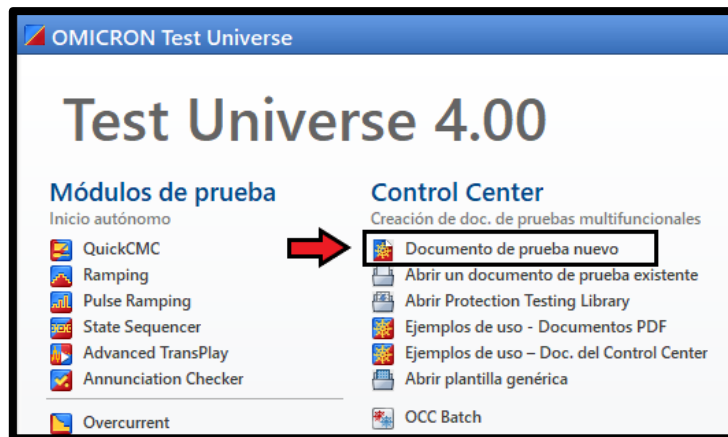 OMICRON Test Universe
Test Universe 4.00
Módulos de prueba
Inicio autónomo
QuickCMC
Ramping
Pulse Ramping
State Sequencer
Advanced TransPlay
Annunciation Checker
Overcurrent
Control Center
Creación de doc. de pruebas multifuncionales
Documento de prueba nuevo
Abrir un documento de prueba existente
Abrir Protection Testing Library
Ejemplos de uso - Documentos PDF
Ejemplos de uso – Doc. del Control Center
Abrir plantilla genérica
OCC Batch